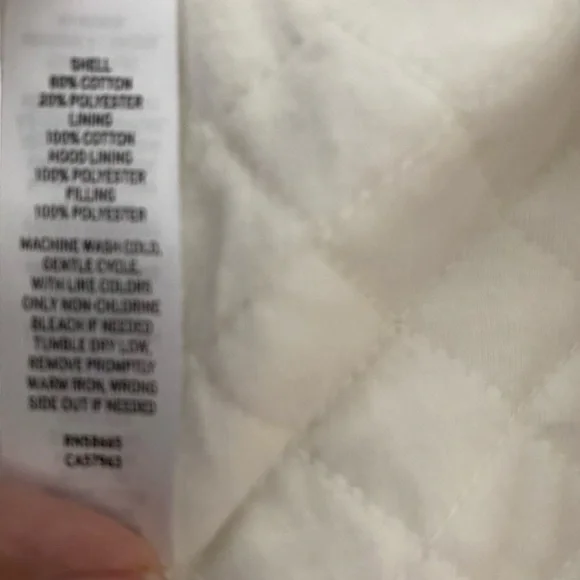 SHELL
80% COTTON
20% POLYESTER
LINING
100% COTTON
HOOD LINING
100% POLYESTER
FILLING
100% POLYESTER
MACHINE WASH COLD,
GENTLE CYCLE,
WITH LIKE COLORS
ONLY NON-CHLORINE
BLEACH IF NEEDED
TUMBLE DRY LOW,
REMOVE PROMPTLY
WARM IRON, WRONG
SIDE OUT IF NEEDED